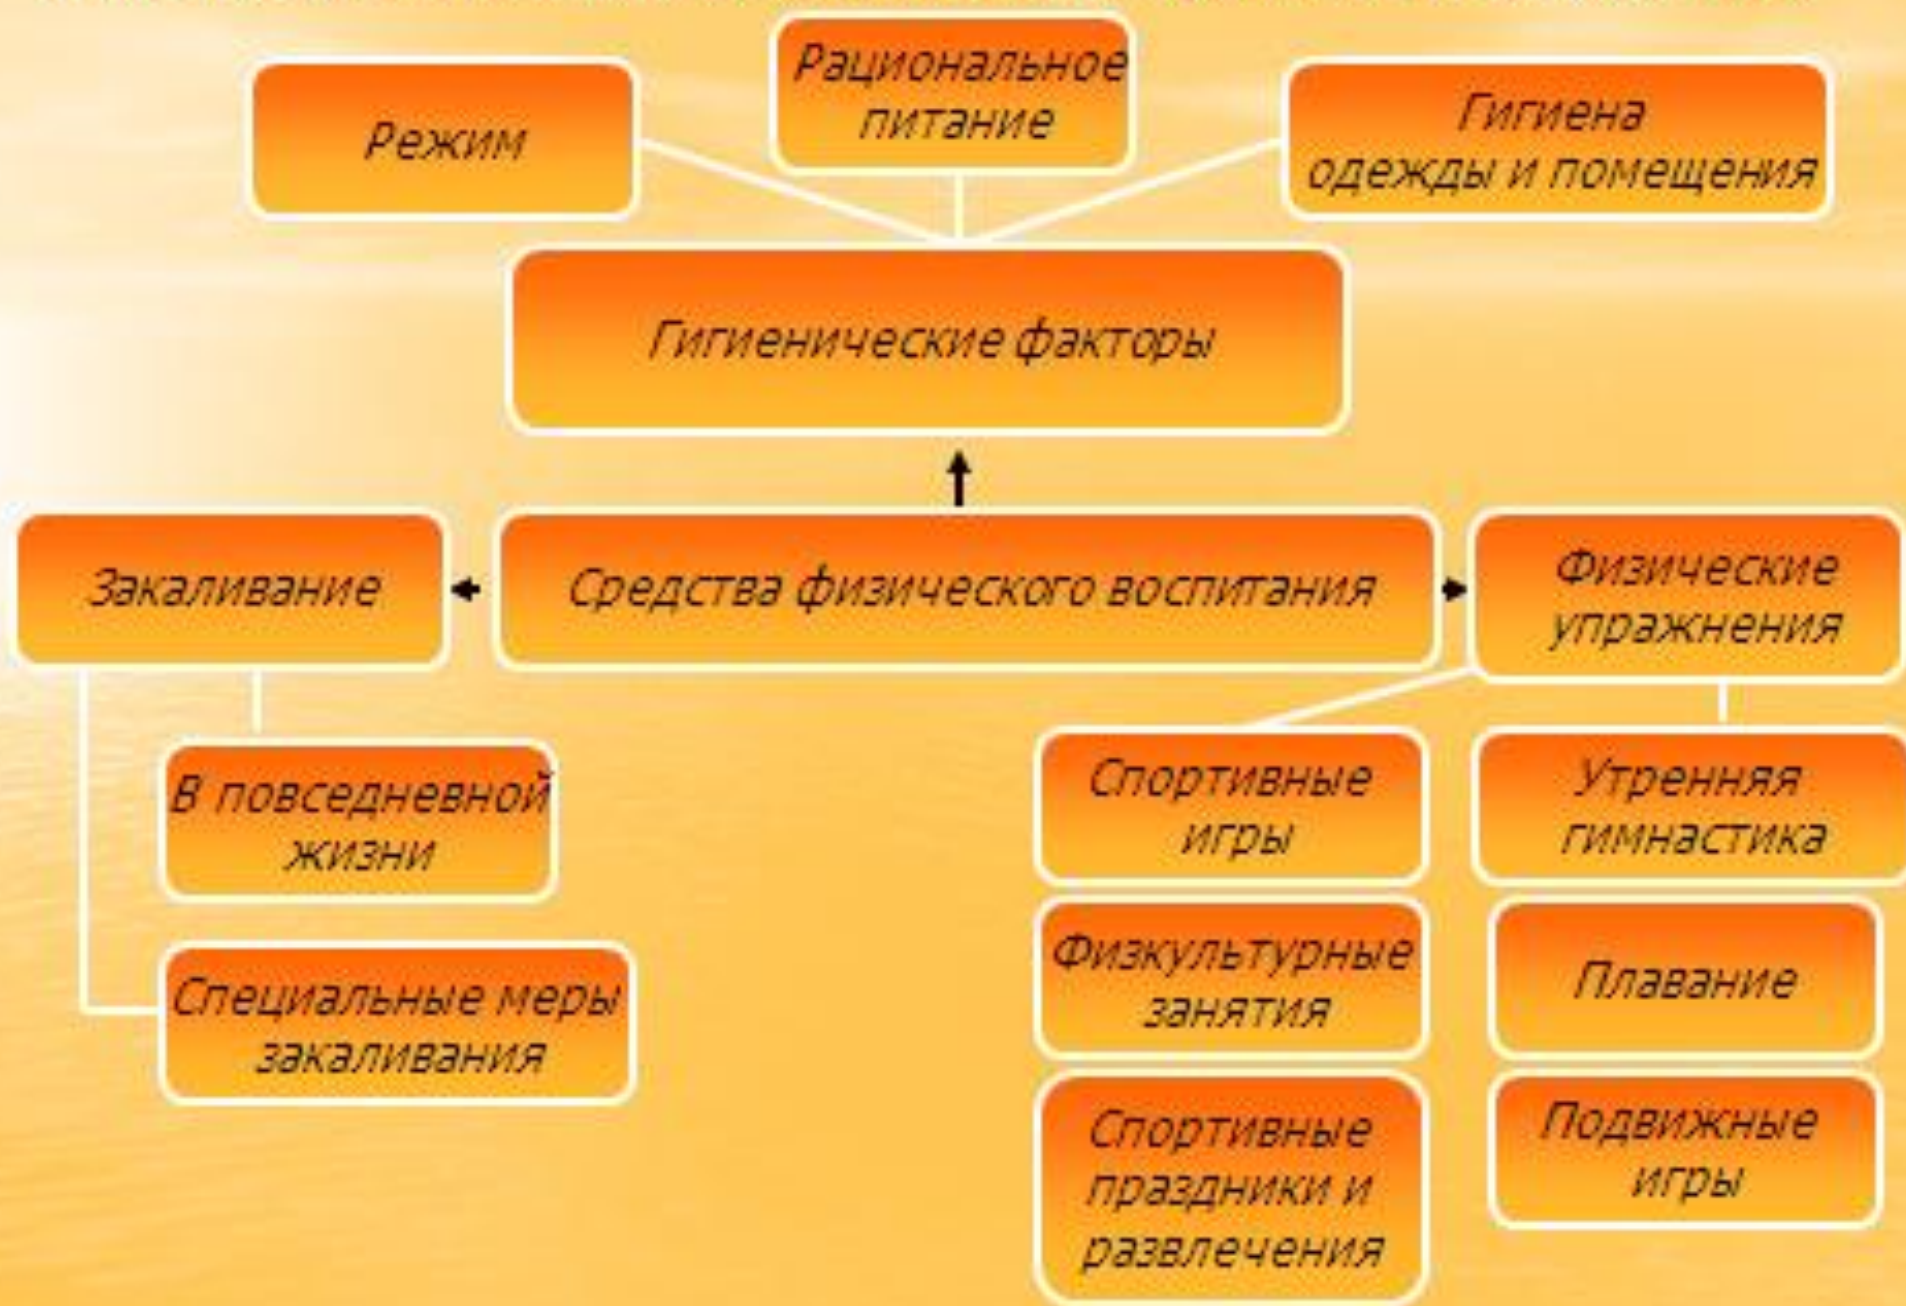 Рациональное
питание
Режим
Гигиена
одежды и помещения
Гигиенические факторы
Закаливание
Средства физического воспитания
Физические
упражнения
В повседневной
жизни
Специальные меры
закаливания
Спортивные
игры
Утренняя
гимнастика
Физкультурные
занятия
Плавание
Спортивные
праздники и
развлечения
Подвижные
игры